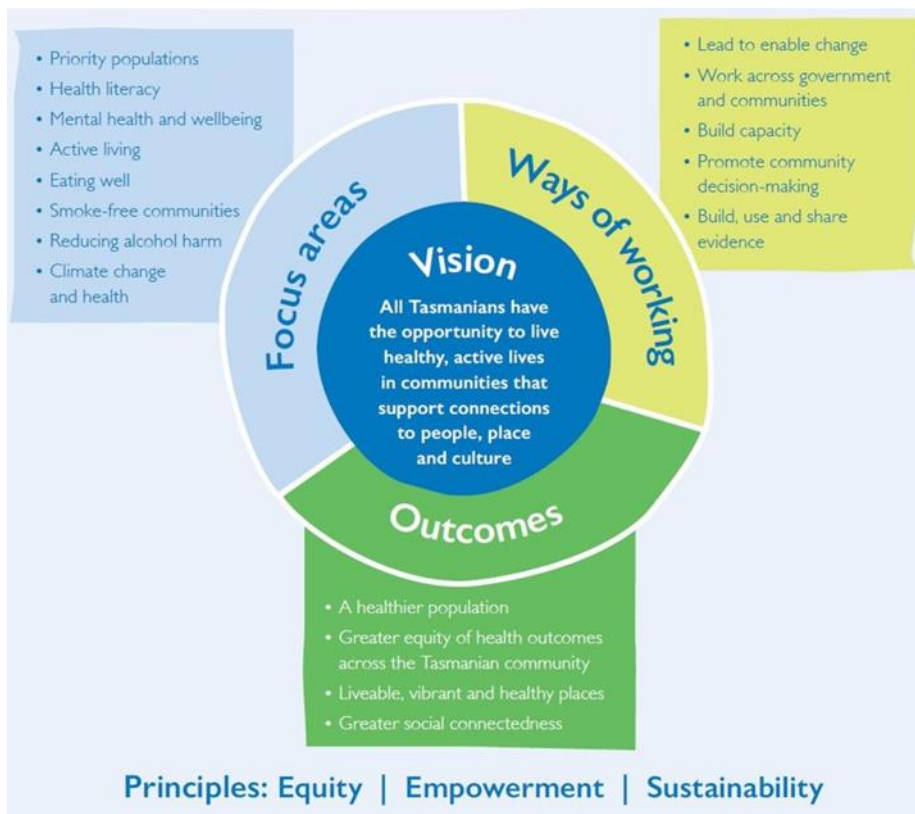 • Priority populations
• Health literacy
• Mental health and wellbeing
• Active living
• Eating well
• Smoke-free communities
• Reducing alcohol harm
• Climate change
and health
• Lead to enable change
• Work across government
and communities
• Build capacity
• Promote community
decision-making
• Build, use and share
evidence
Focus areas
Ways of working
Vision
All Tasmanians have
the opportunity to live
healthy, active lives
in communities that
support connections
to people, place
and culture
Outcomes
• A healthier population
• Greater equity of health outcomes
across the Tasmanian community
• Liveable, vibrant and healthy places
• Greater social connectedness
Principles: Equity | Empowerment | Sustainability